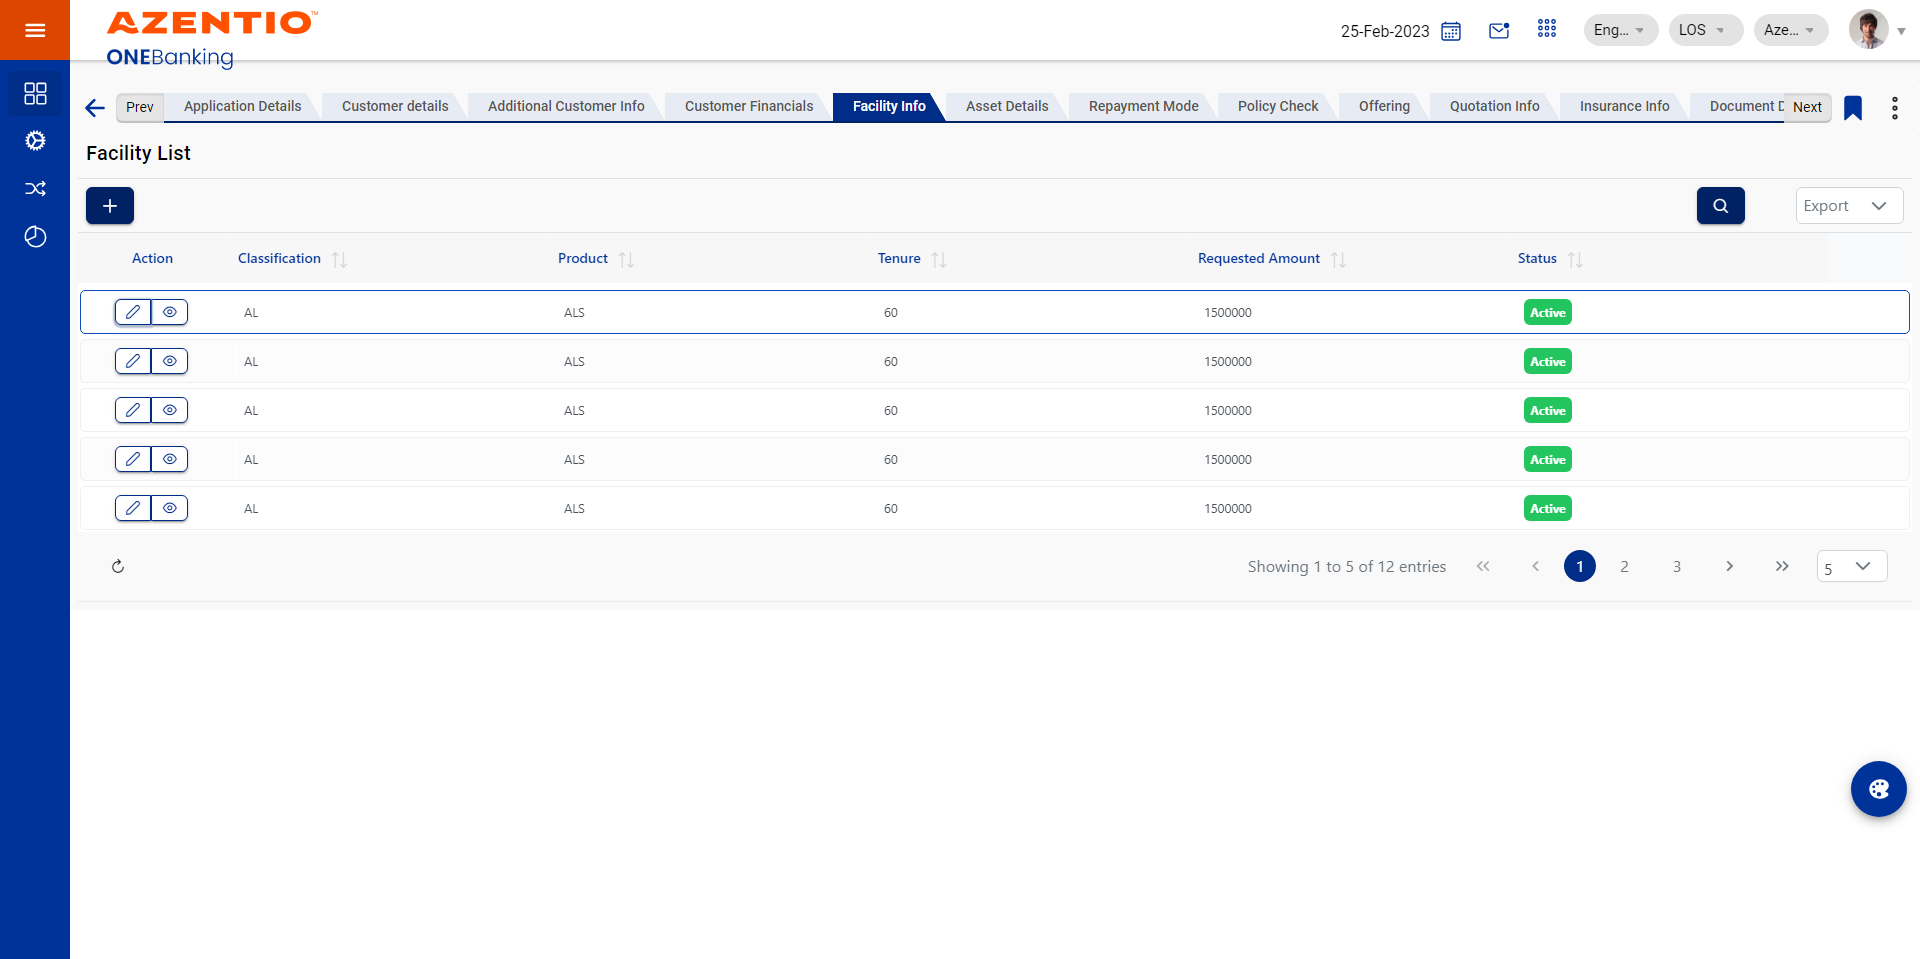 AZENTIO™
ONEBanking
25-Feb-2023
Eng...
LOS
Aze...
Prev
Application Details
Customer details
Additional Customer Info
Customer Financials
Facility Info
Asset Details
Repayment Mode
Policy Check
Offering
Quotation Info
Insurance Info
Document D
Next
Facility List
Export
Action Classification Product Tenure Requested Amount Status
AL ALS 60 1500000 Active
AL ALS 60 1500000 Active
AL ALS 60 1500000 Active
AL ALS 60 1500000 Active
AL ALS 60 1500000 Active
Showing 1 to 5 of 12 entries
1 2 3
5